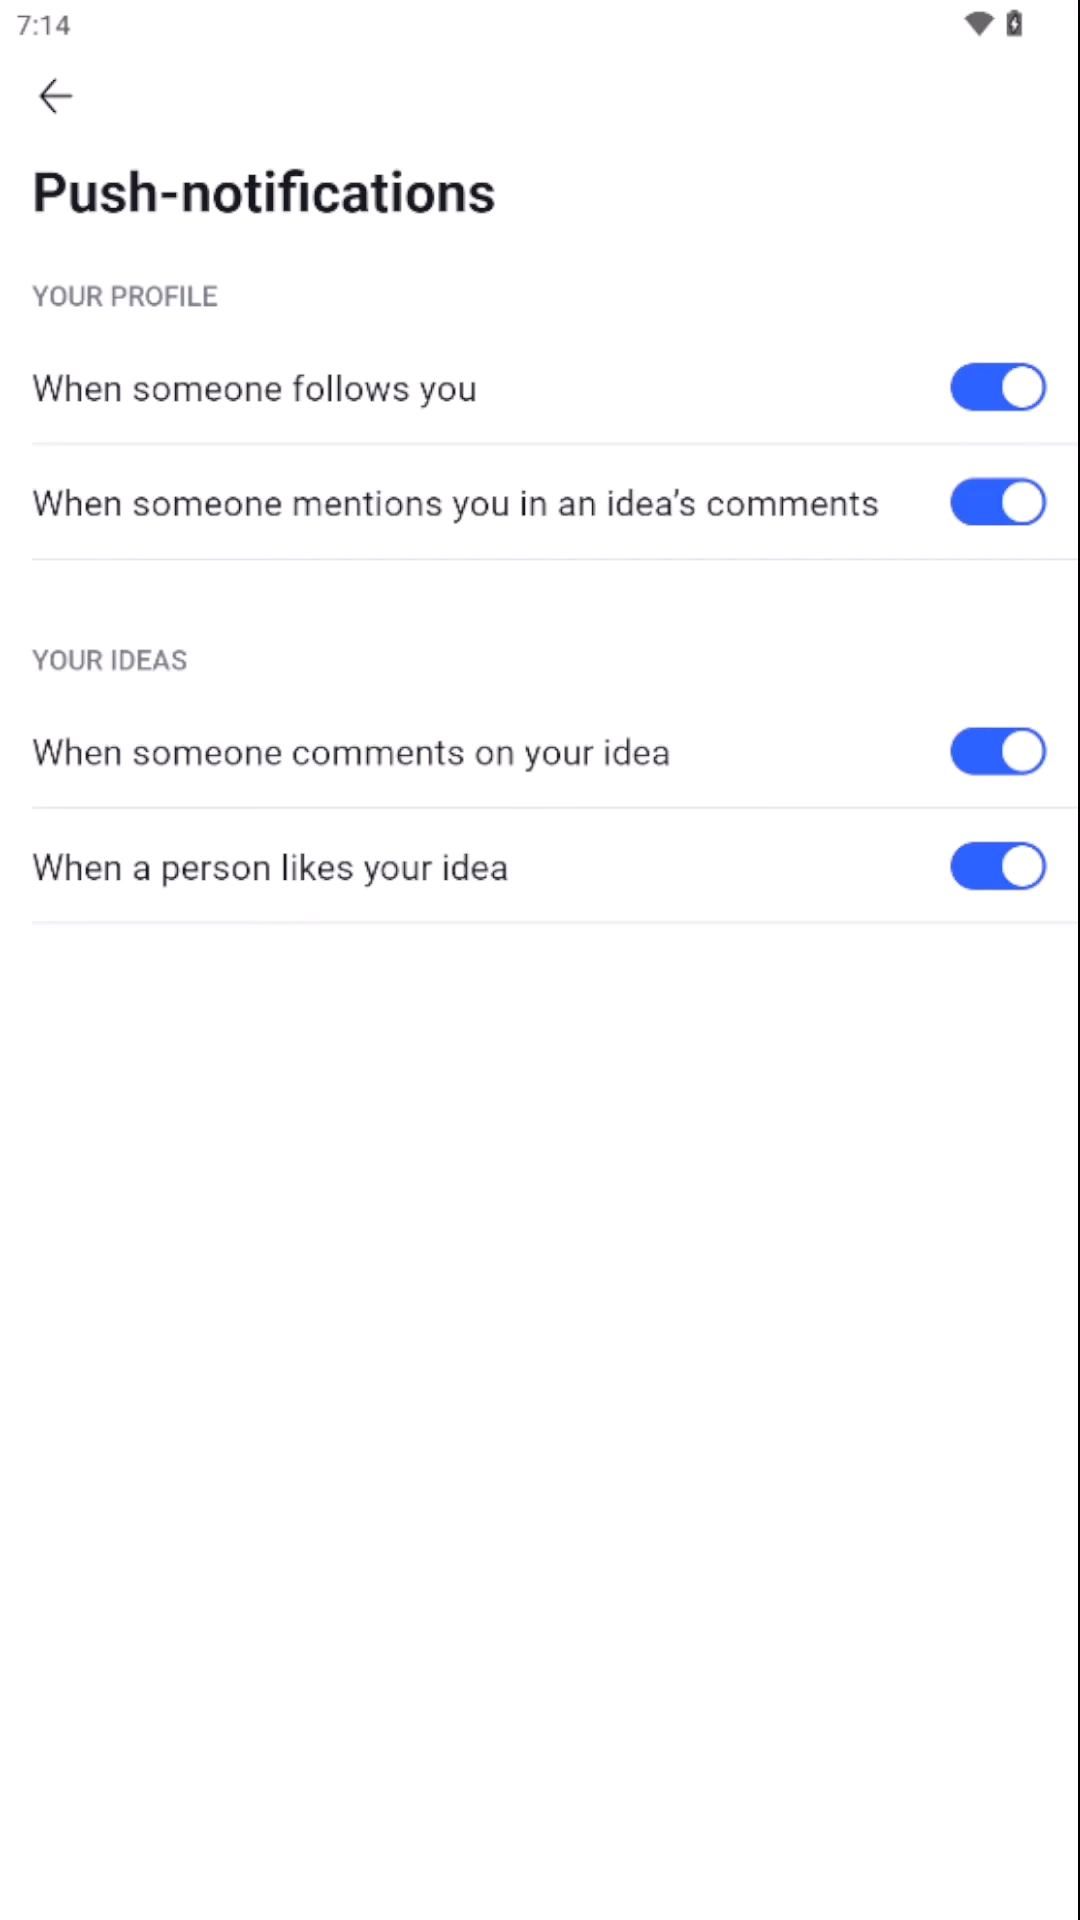 7:14
Push-notifications
YOUR PROFILE
When someone follows you
When someone mentions you in an idea’s comments
YOUR IDEAS
When someone comments on your idea
When a person likes your idea